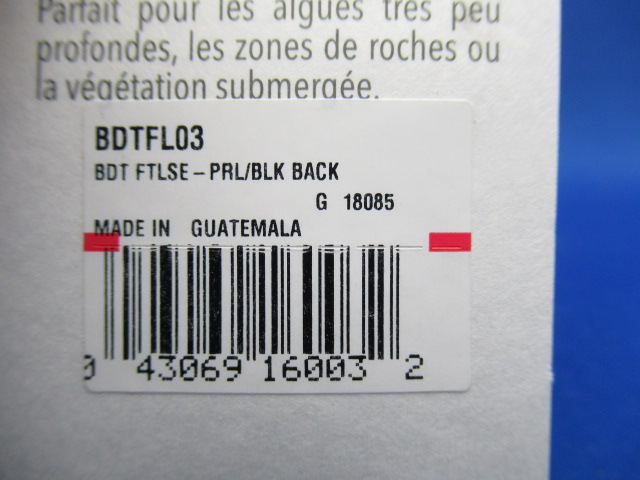 Parfait pour les algues très peu
profondes, les zones de roches ou
la végétation submergée.
BDTFL03
BDT FTLSE - PRL/BLK BACK
G 18085
MADE IN GUATEMALA
0 43069 16003 2